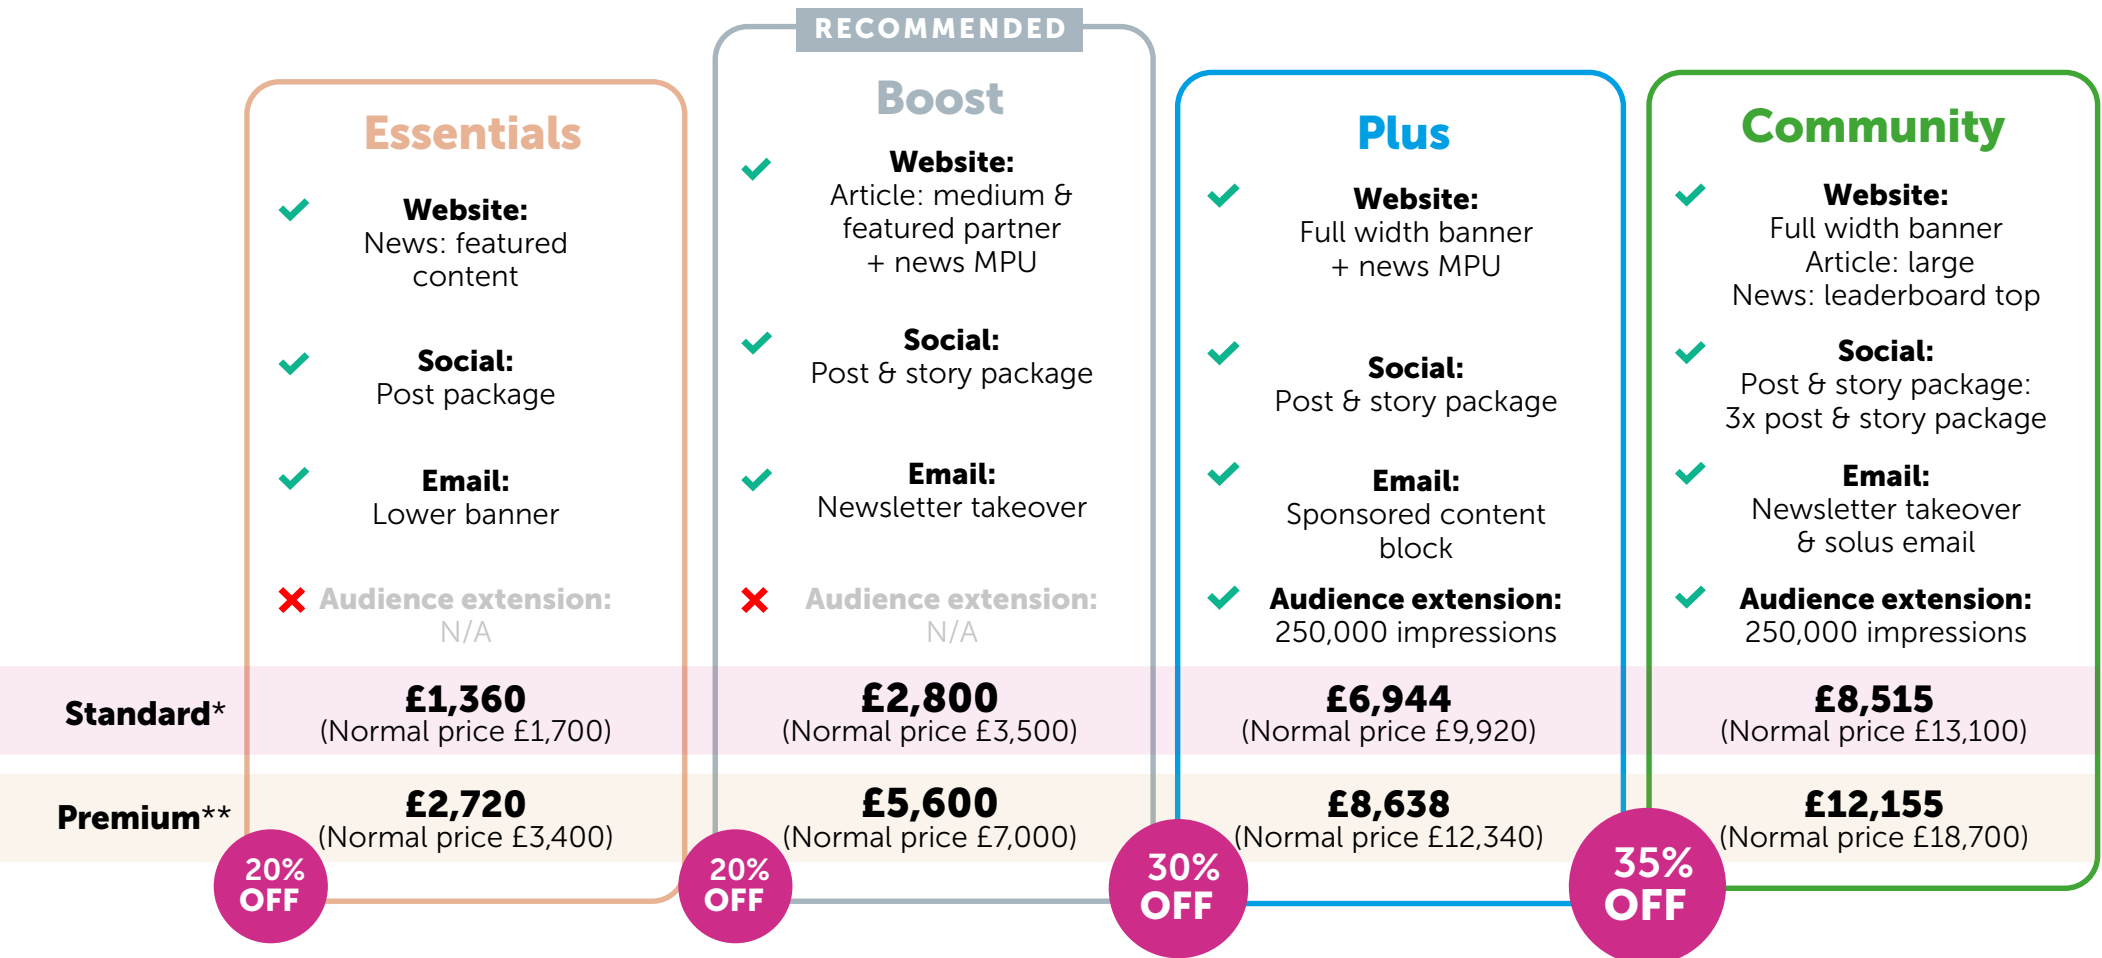 RECOMMENDED
Essentials
Website:
News: featured
content
Social:
Post package
Email:
Lower banner
Audience extension:
N/A
Boost
Website:
Article: medium &
featured partner
+ news MPU
Social:
Post & story package
Email:
Newsletter takeover
Audience extension:
N/A
Plus
Website:
Full width banner
+ news MPU
Social:
Post & story package
Email:
Sponsored content
block
Audience extension:
250,000 impressions
Community
Website:
Full width banner
Article: large
News: leaderboard top
Social:
Post & story package:
3x post & story package
Email:
Newsletter takeover
& solus email
Audience extension:
250,000 impressions
Standard*
£1,360
(Normal price £1,700)
£2,800
(Normal price £3,500)
£6,944
(Normal price £9,920)
£8,515
(Normal price £13,100)
Premium**
£2,720
(Normal price £3,400)
£5,600
(Normal price £7,000)
£8,638
(Normal price £12,340)
£12,155
(Normal price £18,700)
20%
OFF
20%
OFF
30%
OFF
35%
OFF